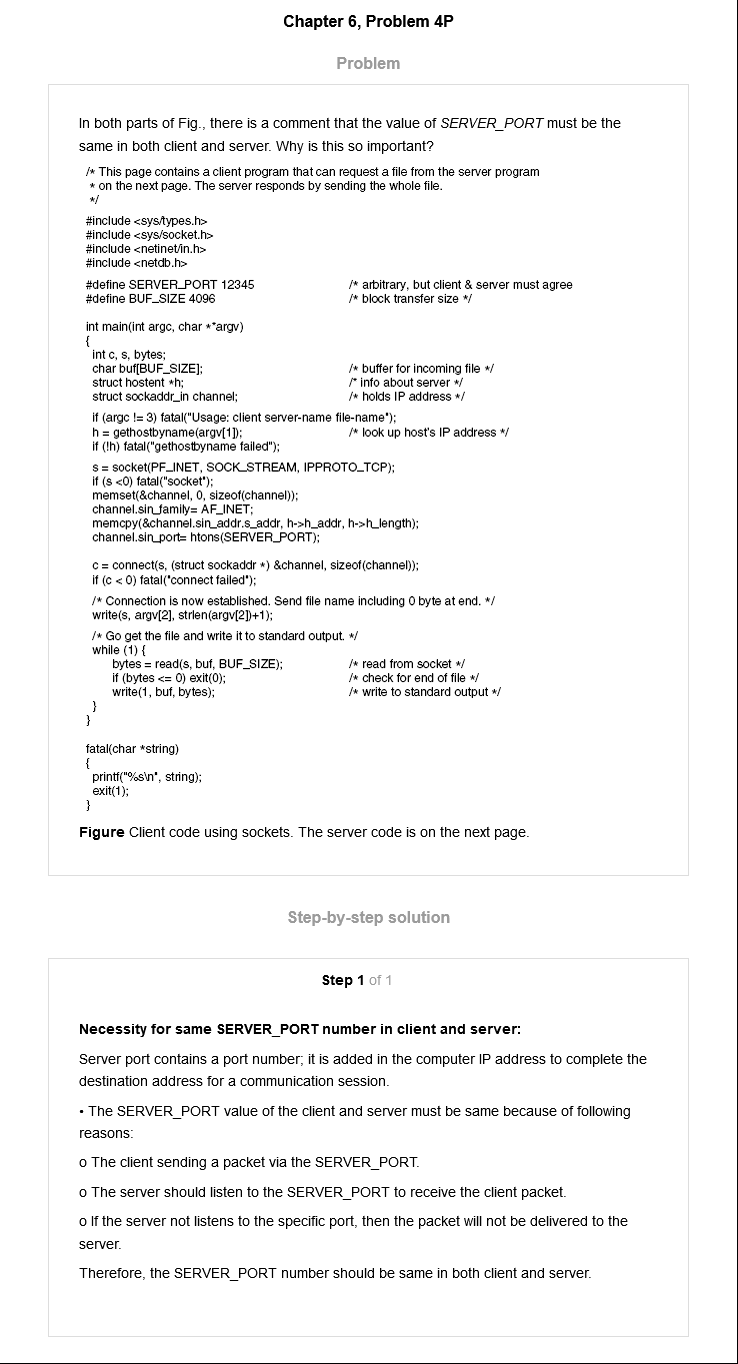 Chapter 6, Problem 4P
Problem
In both parts of Fig., there is a comment that the value of SERVER_PORT must be the
same in both client and server. Why is this so important?
/* This page contains a client program that can request a file from the server program
* on the next page. The server responds by sending the whole file.
*/
#include <sys/types.h>
#include <sys/socket.h>
#include <netinet/in.h>
#include <netdb.h>
#define SERVER_PORT 12345 /* arbitrary, but client & server must agree
#define BUF_SIZE 4096 /* block transfer size */
int main(int argc, char **argv)
{
int c, s, bytes;
char buf[BUF_SIZE]; /* buffer for incoming file */
struct hostent *h; /* info about server */
struct sockaddr_in channel; /* holds IP address */
if (argc != 3) fatal("Usage: client server-name file-name");
h = gethostbyname(argv[1]); /* look up host's IP address */
if (!h) fatal("gethostbyname failed");
s = socket(PF_INET, SOCK_STREAM, IPPROTO_TCP);
if (s <0) fatal("socket");
memset(&channel, 0, sizeof(channel));
channel.sin_family= AF_INET;
memcpy(&channel.sin_addr.s_addr, h->h_addr, h->h_length);
channel.sin_port= htons(SERVER_PORT);
c = connect(s, (struct sockaddr *) &channel, sizeof(channel));
if (c < 0) fatal("connect failed");
/* Connection is now established. Send file name including 0 byte at end. */
write(s, argv[2], strlen(argv[2])+1);
/* Go get the file and write it to standard output. */
while (1) {
bytes = read(s, buf, BUF_SIZE); /* read from socket */
if (bytes <= 0) exit(0); /* check for end of file */
write(1, buf, bytes); /* write to standard output */
}
}
fatal(char *string)
{
printf("%s\n", string);
exit(1);
}
Figure Client code using sockets. The server code is on the next page.
Step-by-step solution
Step 1 of 1
Necessity for same SERVER_PORT number in client and server:
Server port contains a port number; it is added in the computer IP address to complete the
destination address for a communication session.
• The SERVER_PORT value of the client and server must be same because of following
reasons:
o The client sending a packet via the SERVER_PORT.
o The server should listen to the SERVER_PORT to receive the client packet.
o If the server not listens to the specific port, then the packet will not be delivered to the
server.
Therefore, the SERVER_PORT number should be same in both client and server.